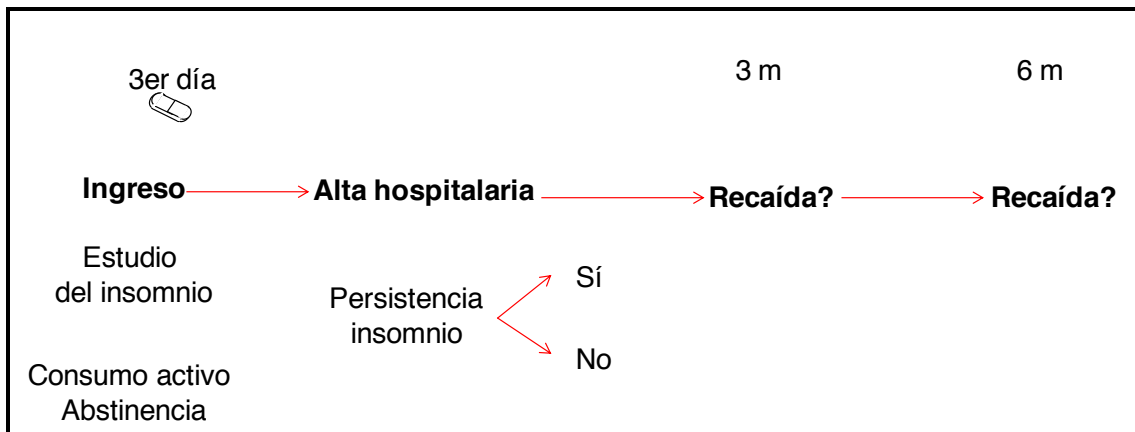 3er día
3 m
6 m
Ingreso
Alta hospitalaria
Recaída?
Recaída?
Estudio
del insomnio
Persistencia
insomnio
Sí
No
Consumo activo
Abstinencia